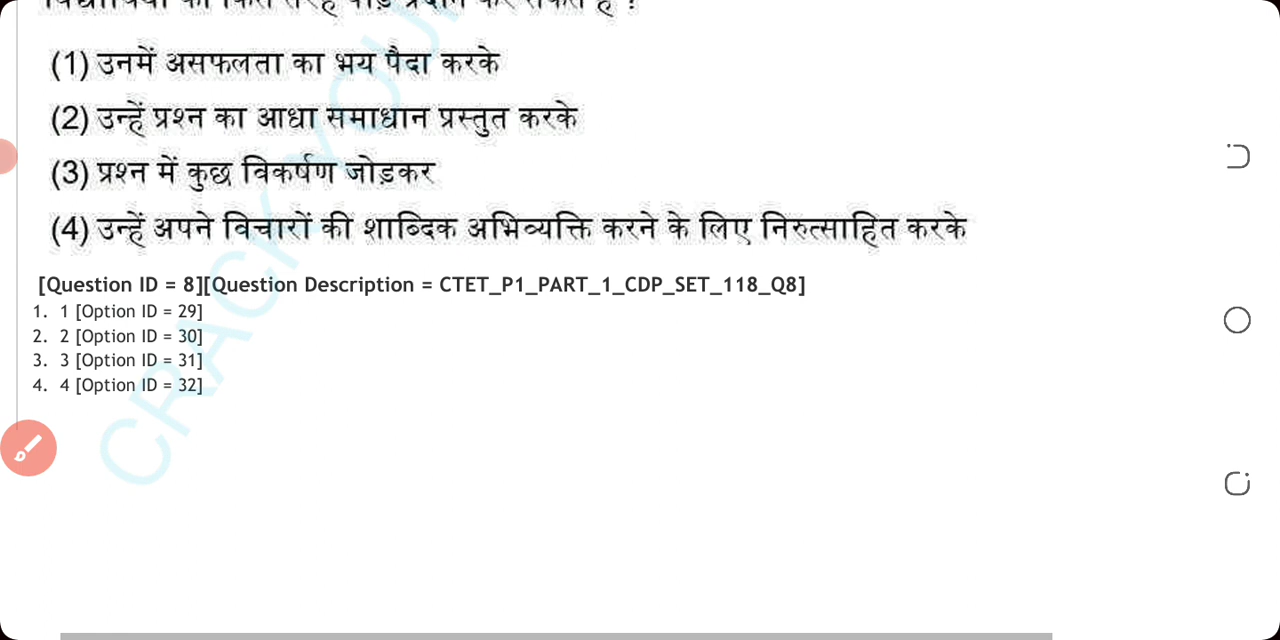 (1) उनमें असफलता का भय पैदा करके
(2) उन्हें प्रश्न का आधा समाधान प्रस्तुत करके
(3) प्रश्न में कुछ विकर्षण जोड़कर
(4) उन्हें अपने विचारों की शाब्दिक अभिव्यक्ति करने के लिए निरुत्साहित करके
[Question ID = 8][Question Description = CTET_P1_PART_1_CDP_SET_118_Q8]
1. 1 [Option ID = 29]
2. 2 [Option ID = 30]
3. 3 [Option ID = 31]
4. 4 [Option ID = 32]
CRACK YOU